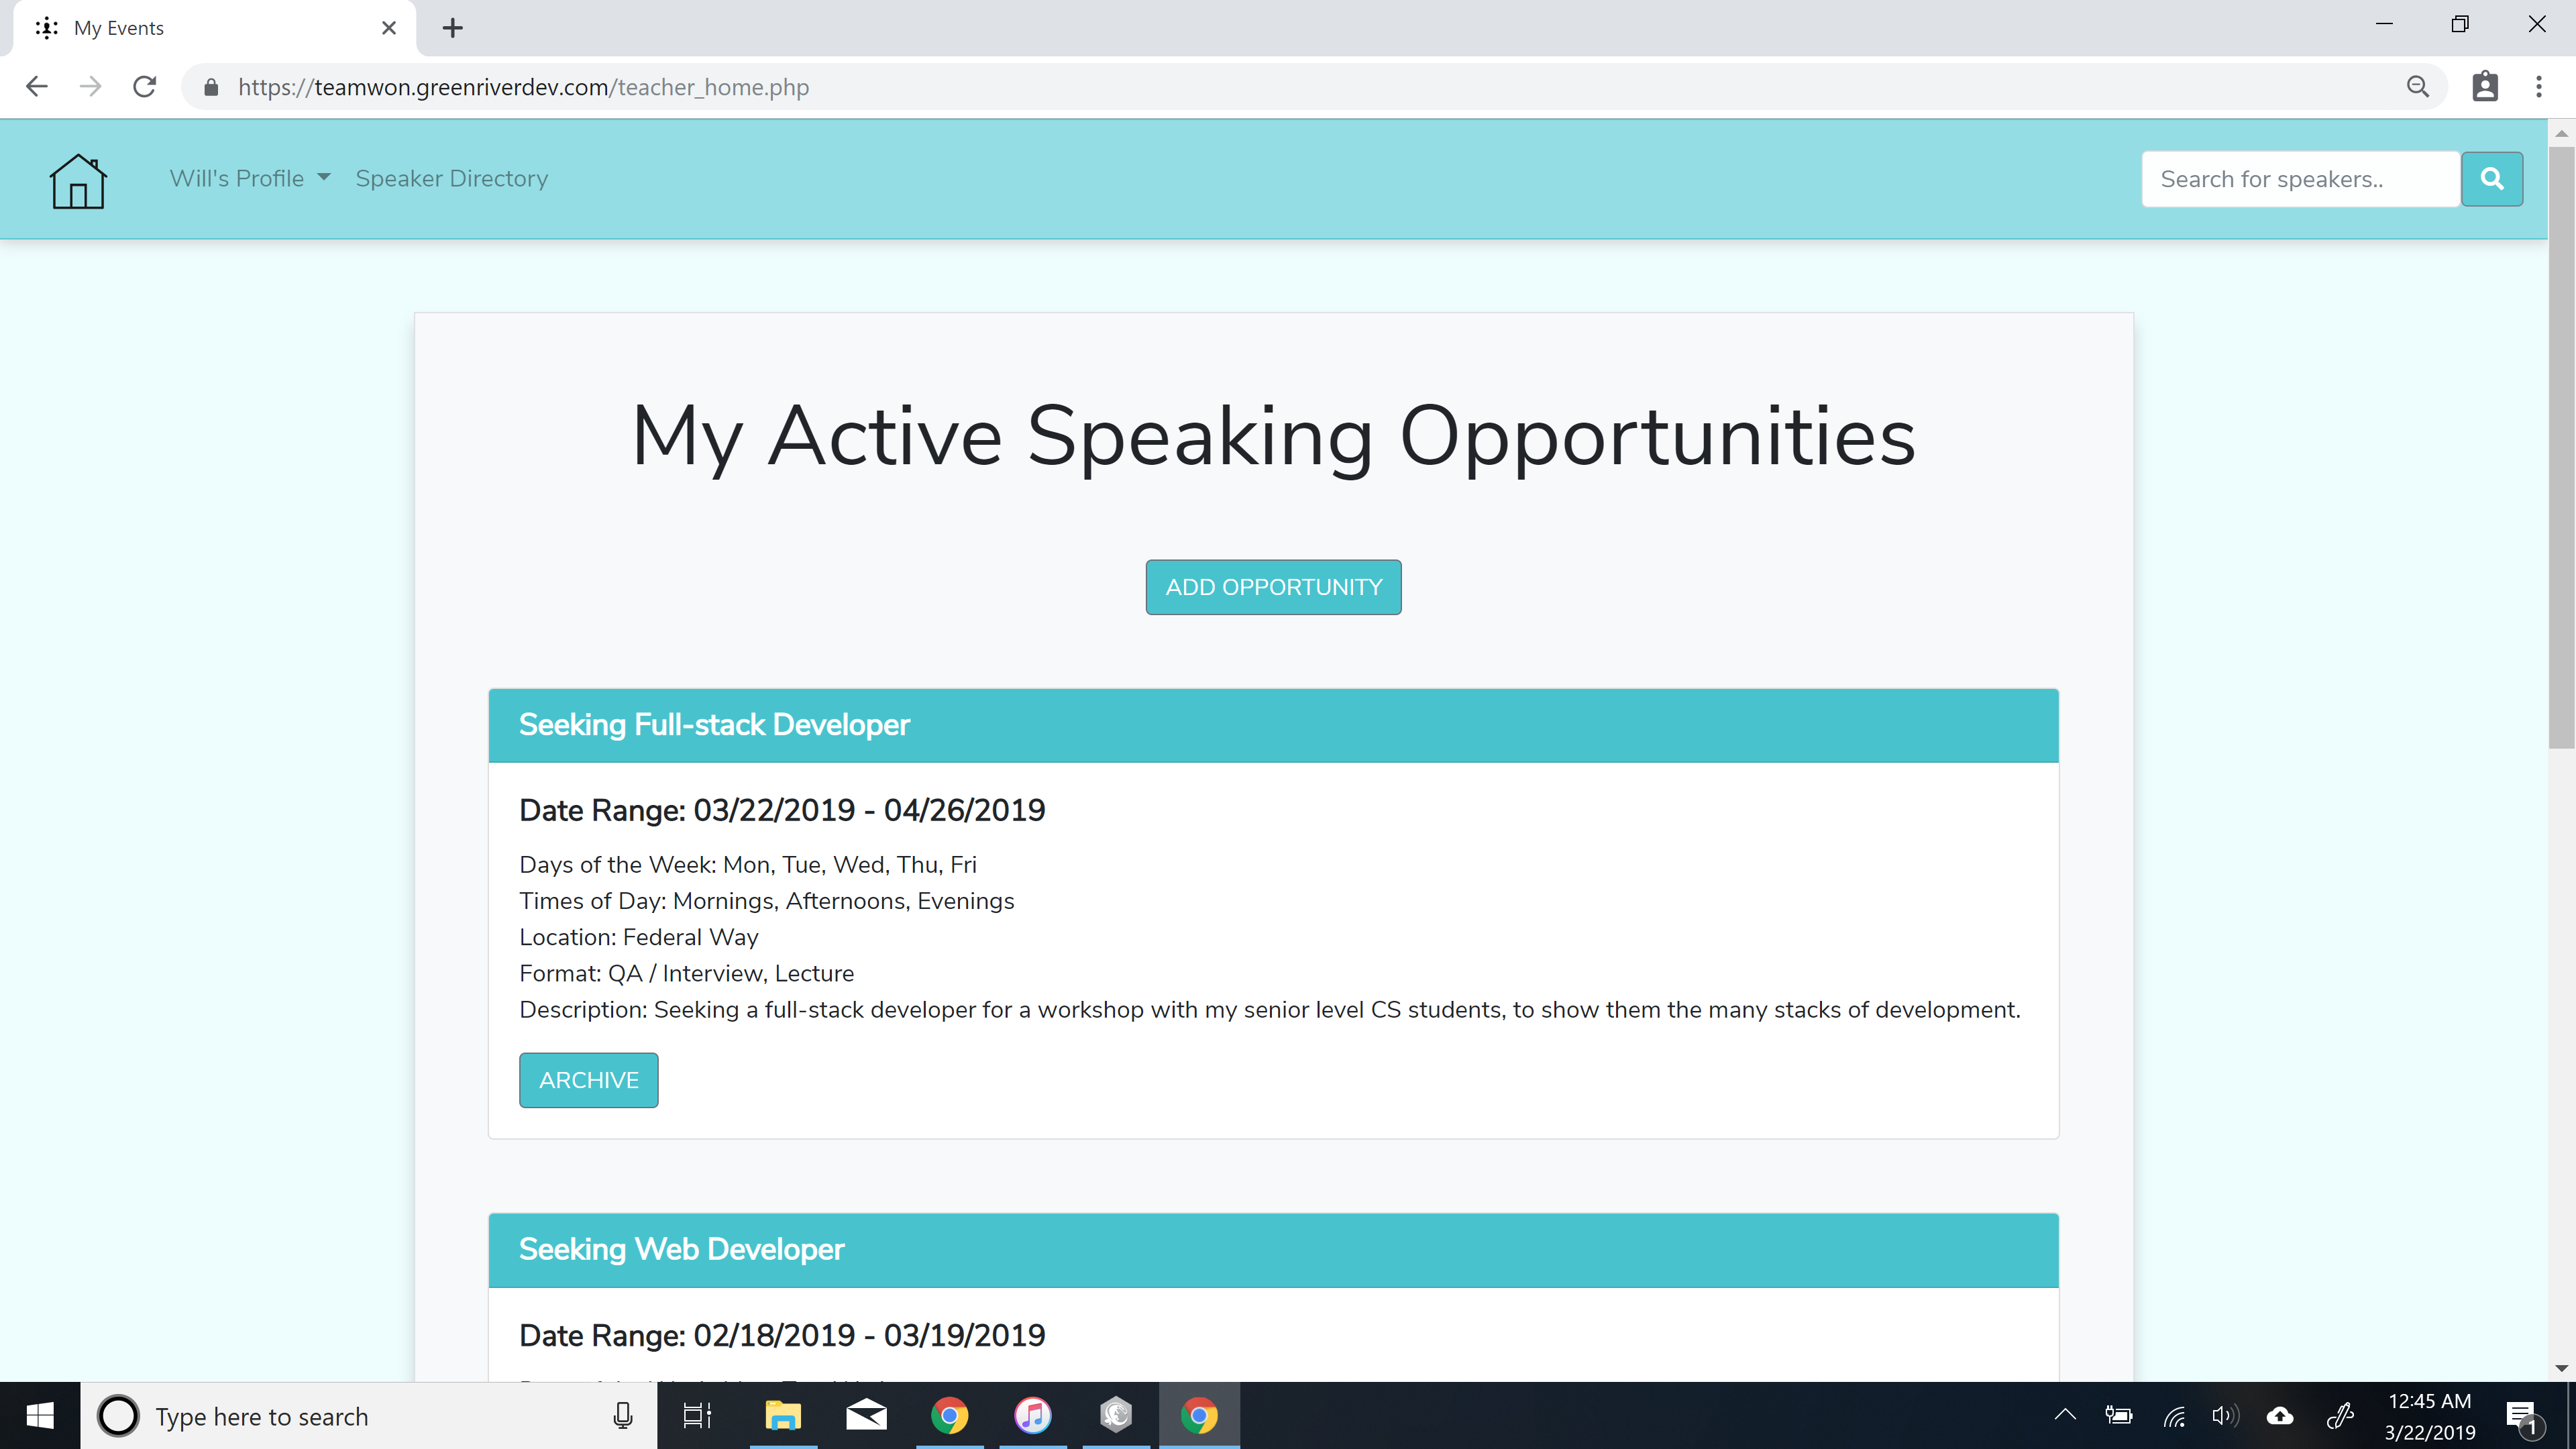 My Events
https://teamwon.greenriverdev.com/teacher_home.php
Will's Profile Speaker Directory
Search for speakers..
My Active Speaking Opportunities
ADD OPPORTUNITY
Seeking Full-stack Developer
Date Range: 03/22/2019 - 04/26/2019
Days of the Week: Mon, Tue, Wed, Thu, Fri
Times of Day: Mornings, Afternoons, Evenings
Location: Federal Way
Format: QA / Interview, Lecture
Description: Seeking a full-stack developer for a workshop with my senior level CS students, to show them the many stacks of development.
ARCHIVE
Seeking Web Developer
Date Range: 02/18/2019 - 03/19/2019
Type here to search
12:45 AM
3/22/2019
1